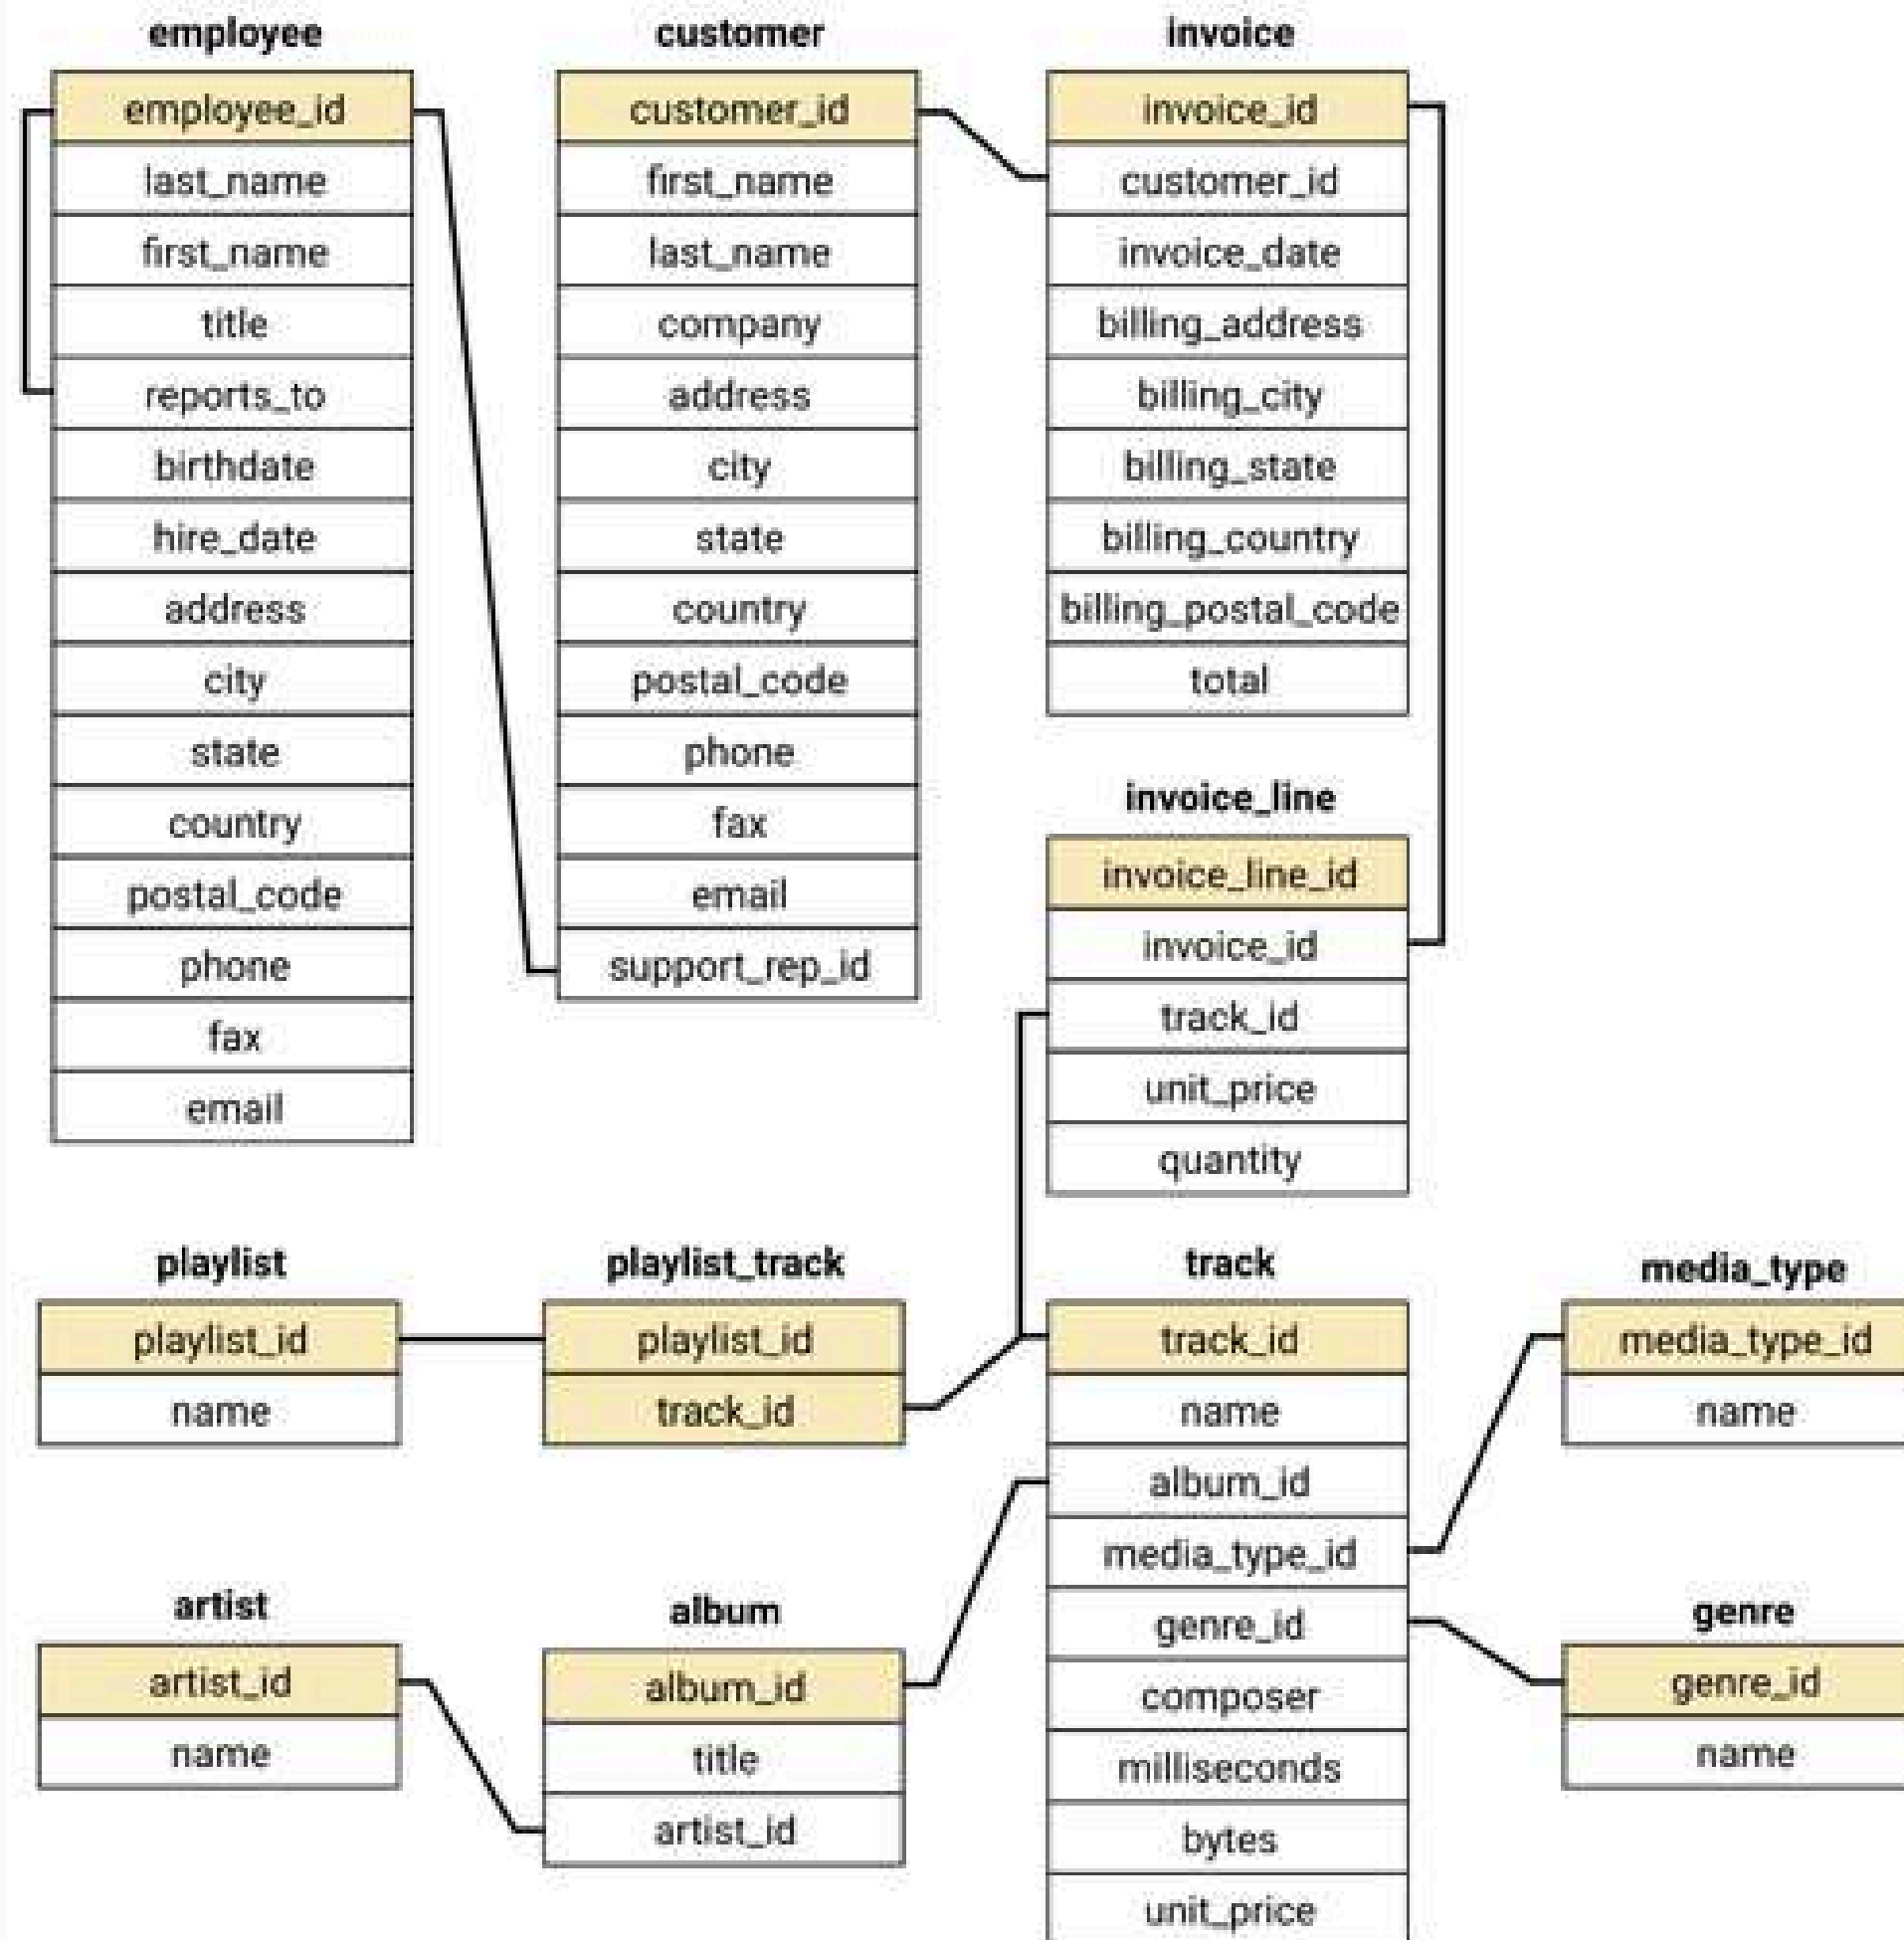 employee
employee_id
last_name
first_name
title
reports_to
birthdate
hire_date
address
city
state
country
postal_code
phone
fax
email
customer
customer_id
first_name
last_name
company
address
city
state
country
postal_code
phone
fax
email
support_rep_id
invoice
invoice_id
customer_id
invoice_date
billing_address
billing_city
billing_state
billing_country
billing_postal_code
total
invoice_line
invoice_line_id
invoice_id
track_id
unit_price
quantity
playlist
playlist_id
name
playlist_track
playlist_id
track_id
track
track_id
name
album_id
media_type_id
genre_id
composer
milliseconds
bytes
unit_price
media_type
media_type_id
name
artist
artist_id
name
album
album_id
title
artist_id
genre
genre_id
name